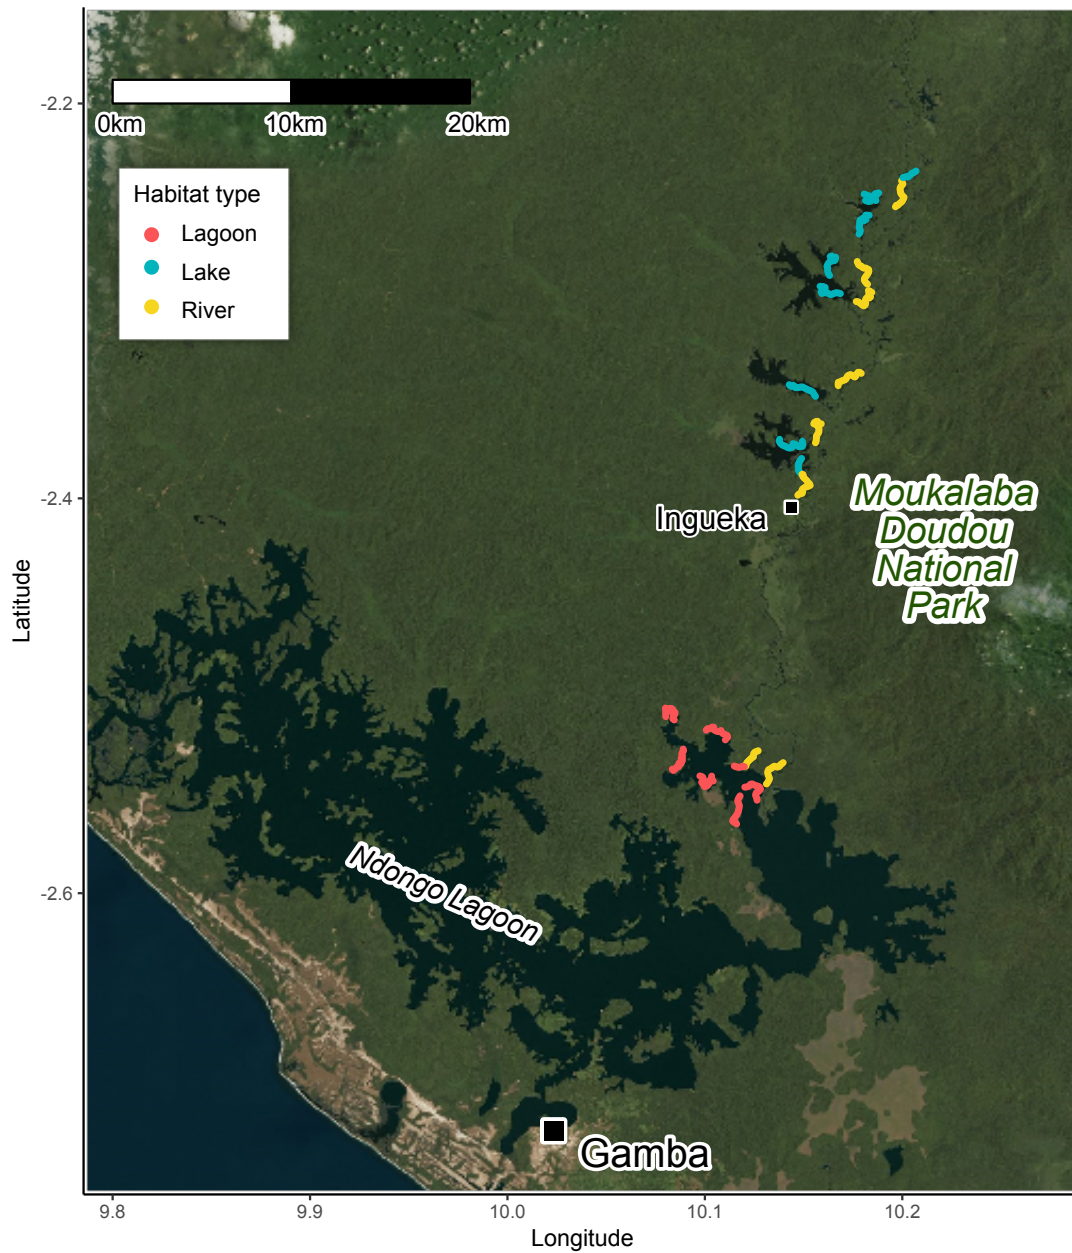 -2.2
0km 10km 20km
Habitat type
Lagoon
Lake
River
-2.4
Ingueka
Moukalaba
Doudou
National
Park
Latitude
Ndongo Lagoon
-2.6
Gamba
9.8 9.9 10.0 10.1 10.2
Longitude